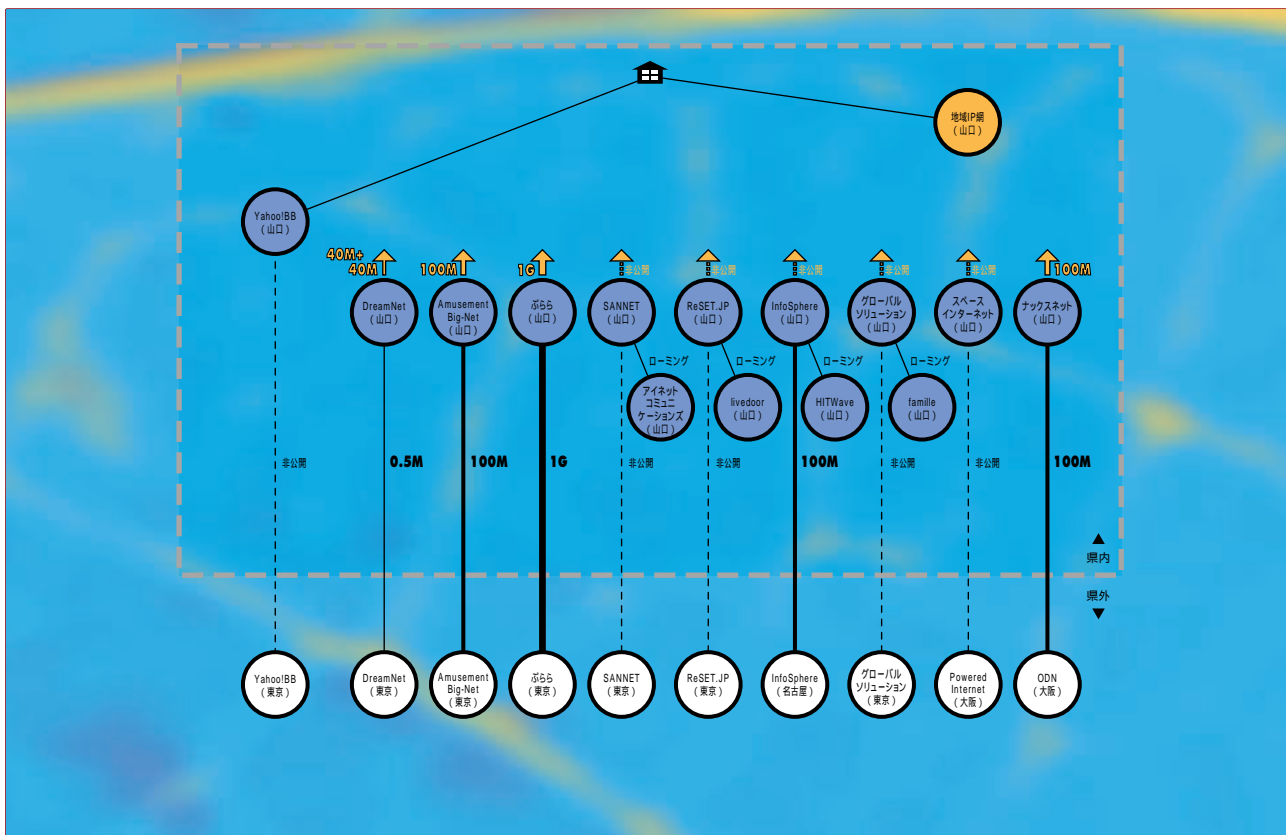 地域IP網
(山口)
Yahoo!BB
(山口)
40M+
40M
100M
1G
非公開
非公開
非公開
非公開
非公開
100M
DreamNet
(山口)
Amusement
Big-Net
(山口)
ぷらら
(山口)
SANNET
(山口)
ReSET.JP
(山口)
InfoSphere
(山口)
グローバル
ソリューション
(山口)
スペース
インターネット
(山口)
ナックスネット
(山口)
ローミング
ローミング
ローミング
ローミング
アイネット
コミュニ
ケーションズ
(山口)
livedoor
(山口)
HITWave
(山口)
famille
(山口)
非公開
0.5M
100M
1G
非公開
非公開
100M
非公開
非公開
100M
▲
県内
県外
▼
Yahoo!BB
(東京)
DreamNet
(東京)
Amusement
Big-Net
(東京)
ぷらら
(東京)
SANNET
(東京)
ReSET.JP
(東京)
InfoSphere
(名古屋)
グローバル
ソリューション
(東京)
Powered
Internet
(大阪)
ODN
(大阪)